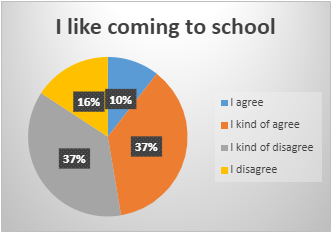 I like coming to school
16%
10%
37%
37%
I agree
I kind of agree
I kind of disagree
I disagree